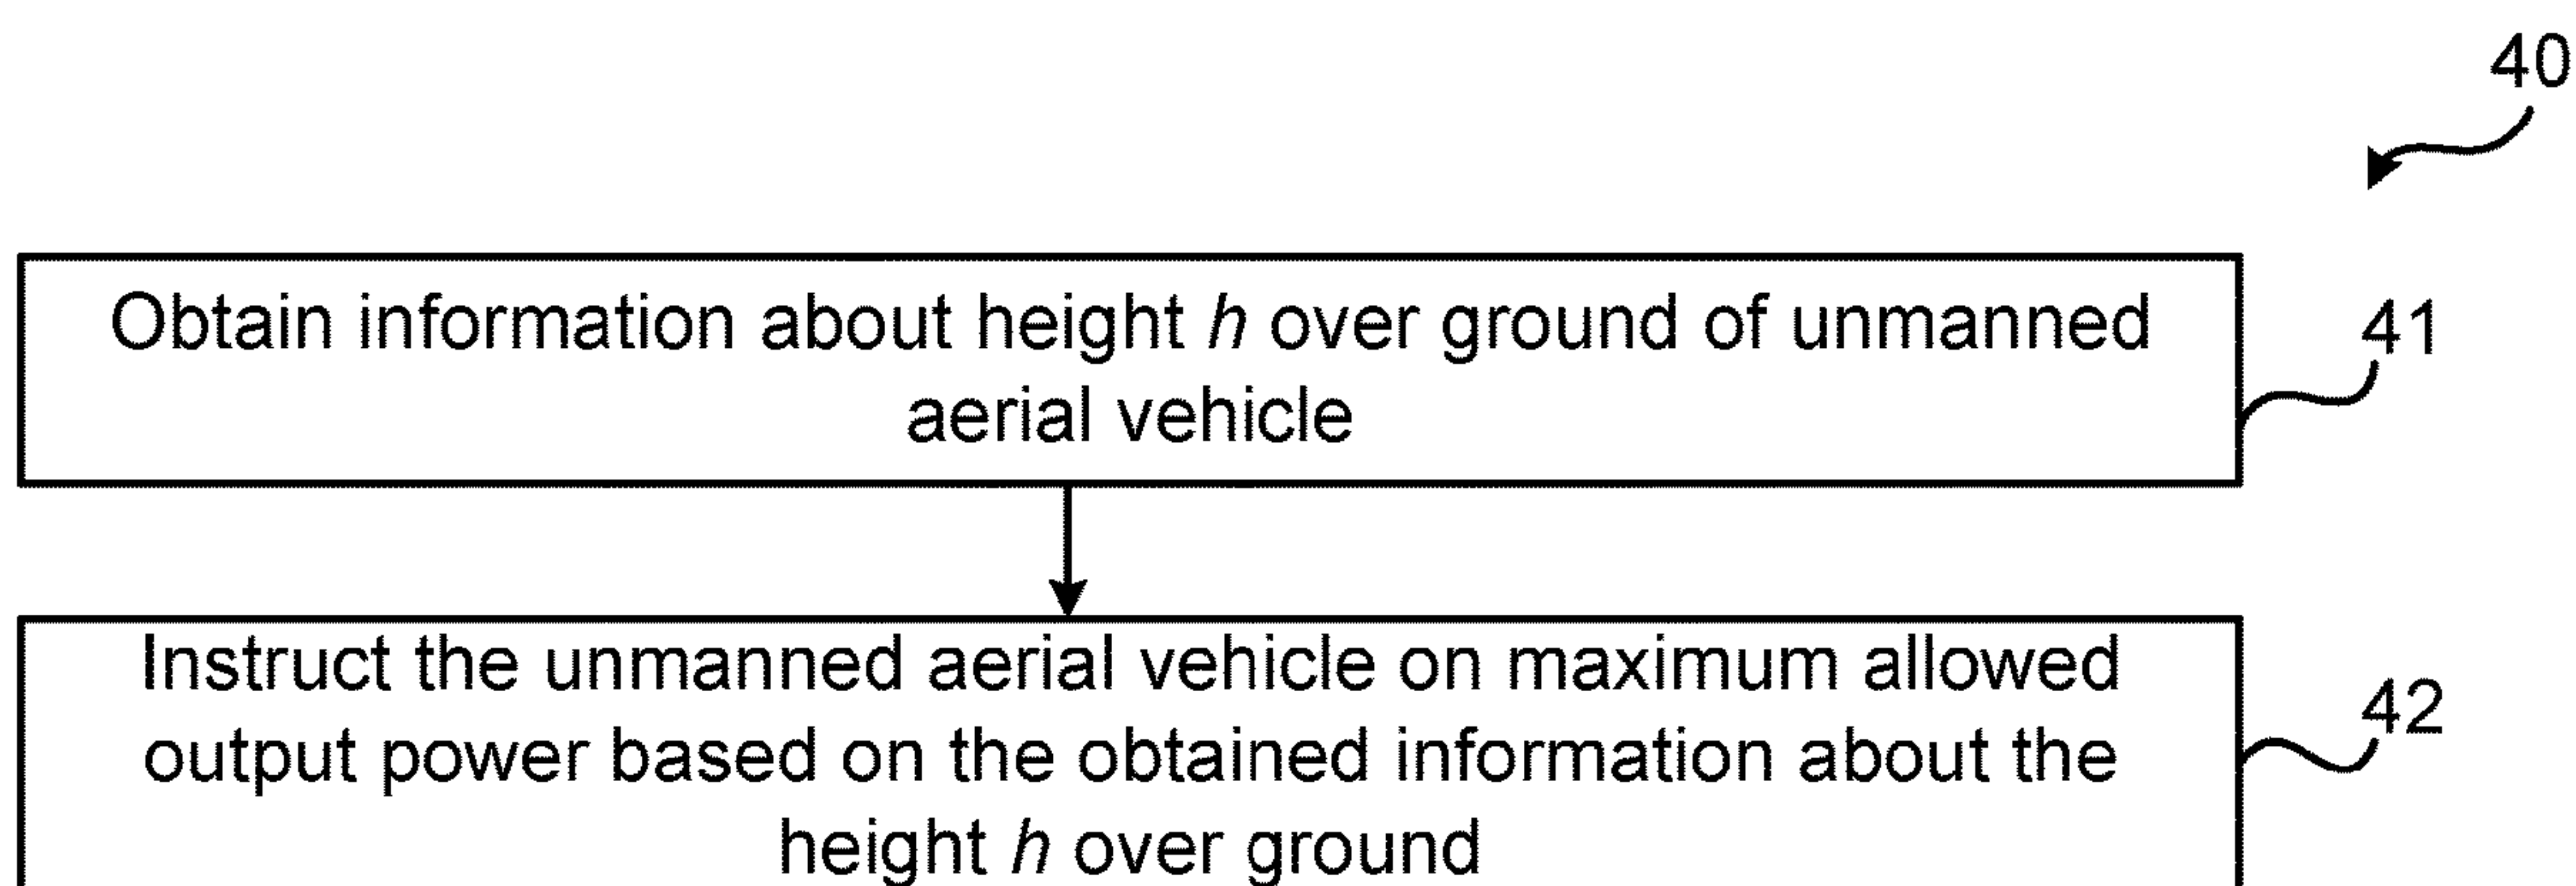 40
Obtain information about height h over ground of unmanned
aerial vehicle
41
Instruct the unmanned aerial vehicle on maximum allowed
output power based on the obtained information about the
height h over ground
42